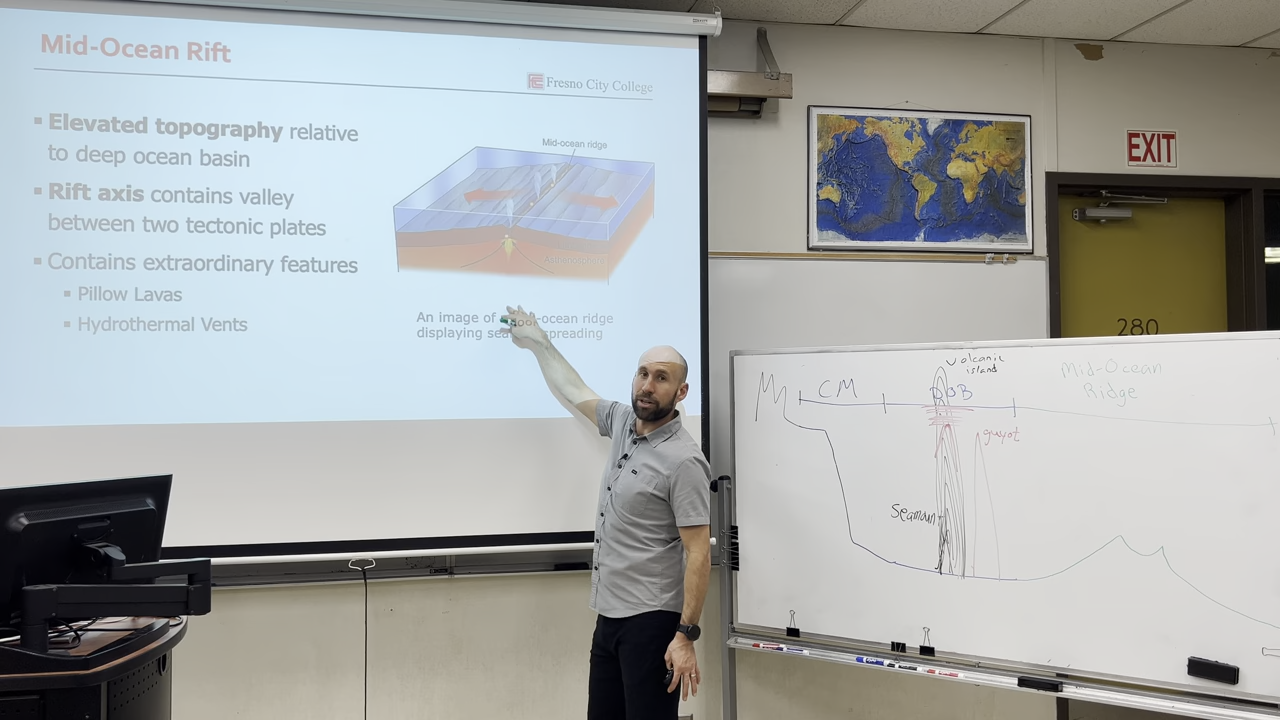 Mid-Ocean Rift
Fresno City College
Elevated topography relative
to deep ocean basin
Rift axis contains valley
between two tectonic plates
Contains extraordinary features
Pillow Lavas
Hydrothermal Vents
Mid-ocean ridge
Asthenosphere
An image of -ocean ridge
displaying spreading
EXIT
280
Volcanic
island
CM
B
Mid-Ocean
Ridge
guyot
Seamoun